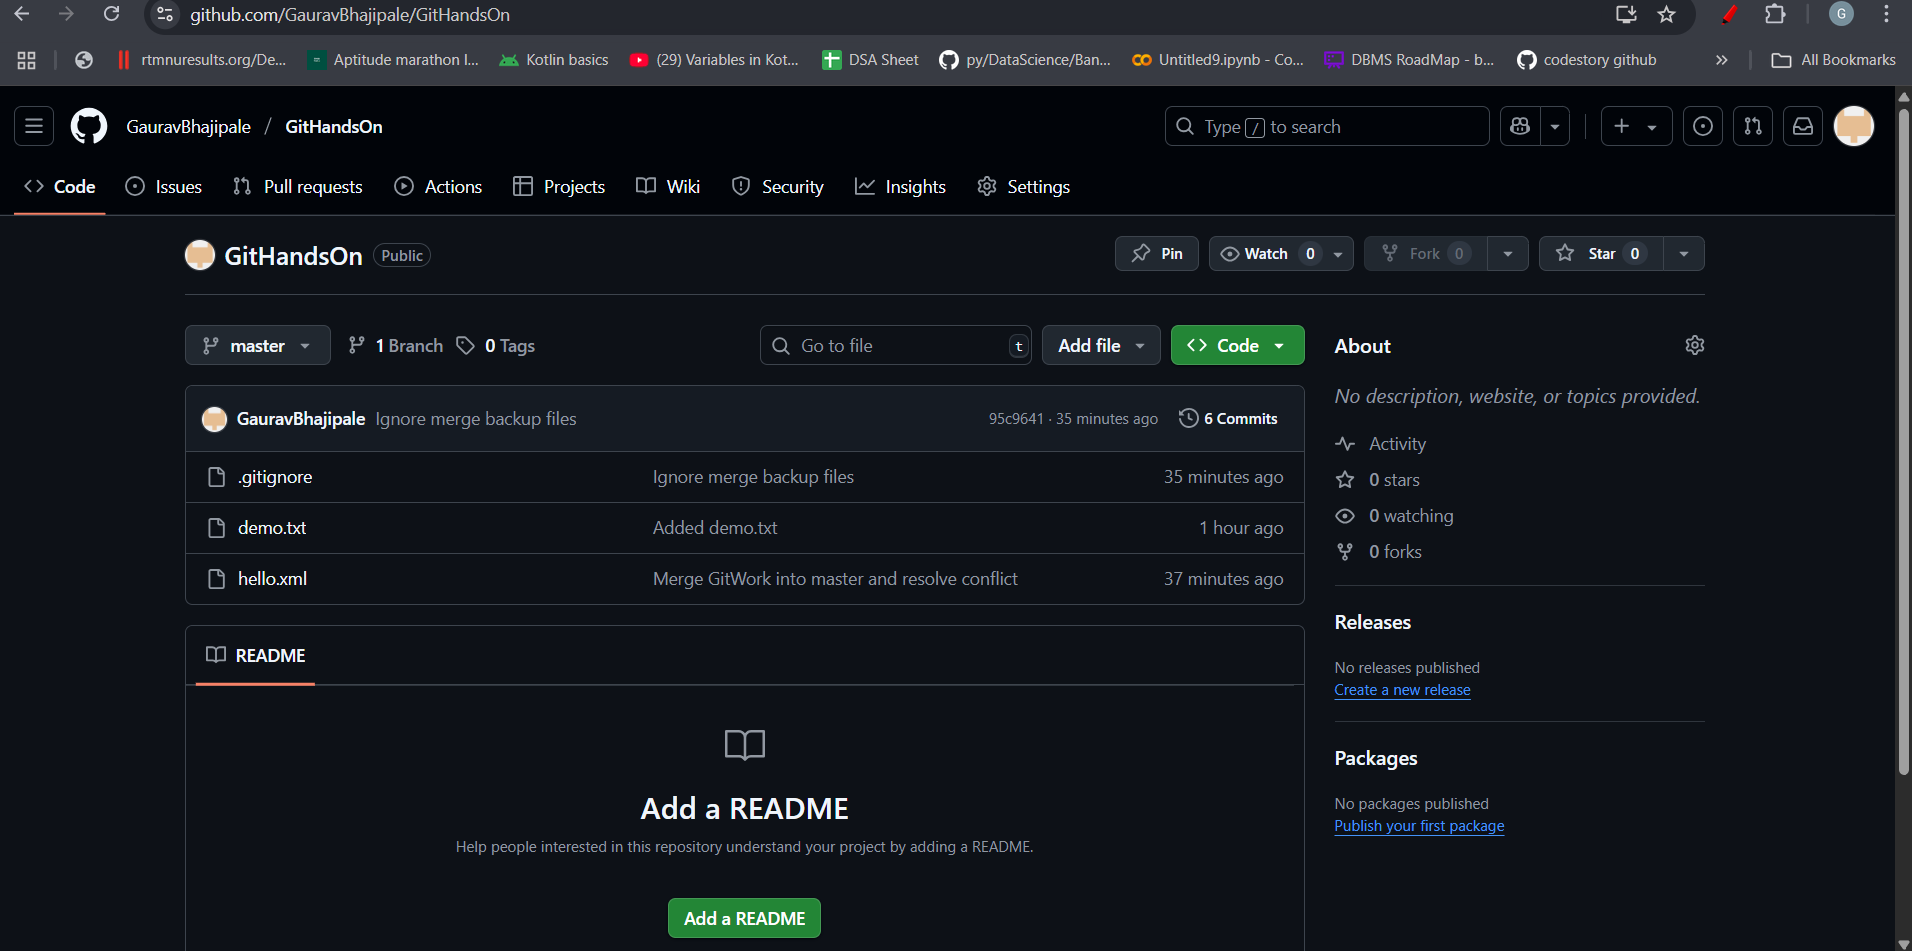 github.com/GauravBhajipale/GitHandsOn
G
rtmnuresults.org/De...
Aptitude marathon I...
Kotlin basics
(29) Variables in Kot...
DSA Sheet
py/DataScience/Ban...
Untitled9.ipynb - Co...
DBMS RoadMap - b...
codestory github
»
All Bookmarks
GauravBhajipale / GitHandsOn
Type / to search
Code
Issues
Pull requests
Actions
Projects
Wiki
Security
Insights
Settings
GitHandsOn Public
Pin
Watch 0
Fork 0
Star 0
master
1 Branch
0 Tags
Go to file t
Add file
Code
GauravBhajipale Ignore merge backup files 95c9641 · 35 minutes ago 6 Commits
.gitignore Ignore merge backup files 35 minutes ago
demo.txt Added demo.txt 1 hour ago
hello.xml Merge GitWork into master and resolve conflict 37 minutes ago
README
Add a README
Help people interested in this repository understand your project by adding a README.
Add a README
About
No description, website, or topics provided.
Activity
0 stars
0 watching
0 forks
Releases
No releases published
Create a new release
Packages
No packages published
Publish your first package